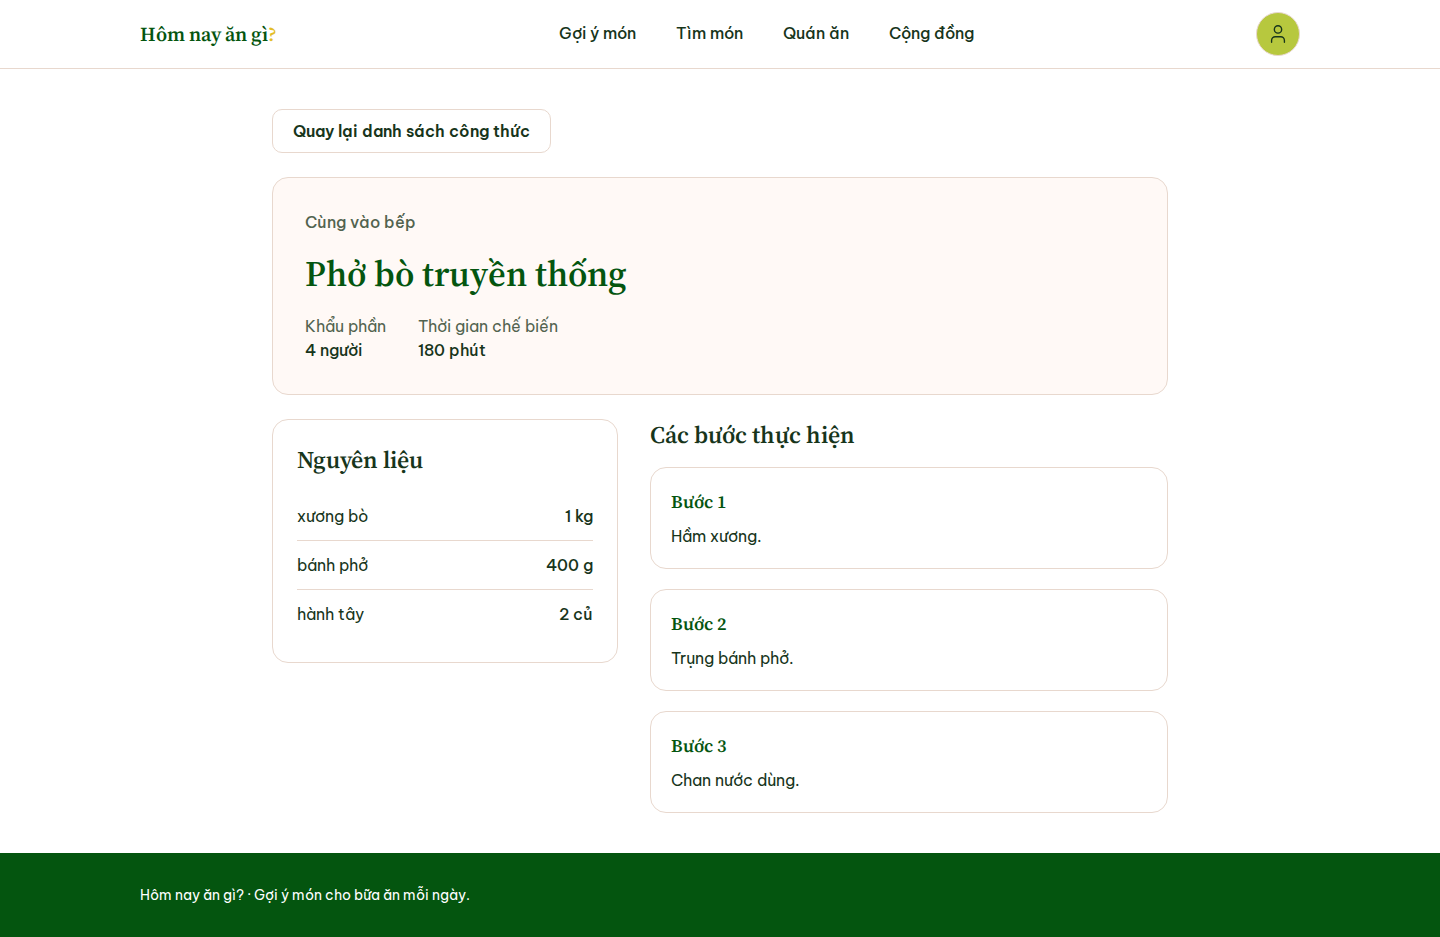 Hôm nay ăn gì?
Gợi ý món
Tìm món
Quán ăn
Cộng đồng
Quay lại danh sách công thức
Cùng vào bếp
Phở bò truyền thống
Khẩu phần
4 người
Thời gian chế biến
180 phút
Nguyên liệu
xương bò 1 kg
bánh phở 400 g
hành tây 2 củ
Các bước thực hiện
Bước 1
Hầm xương.
Bước 2
Trụng bánh phở.
Bước 3
Chan nước dùng.
Hôm nay ăn gì? · Gợi ý món cho bữa ăn mỗi ngày.